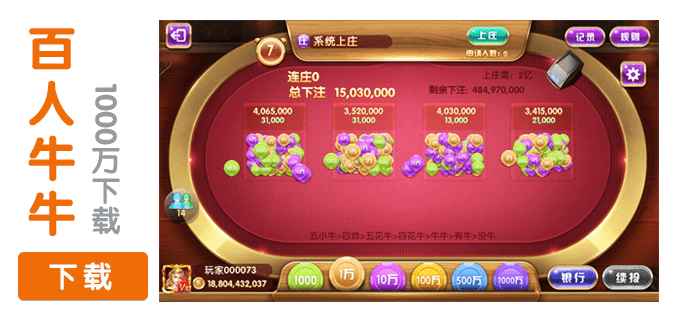 百人牛牛
1000万下载
下载
7
庄 系统上庄
上庄
申请人数: 0
记录
规则
连庄0
总下注 15,030,000
上庄需: 2亿
剩余下注: 484,970,000
4,065,000
31,000
3,520,000
31,000
4,030,000
13,000
3,415,000
21,000
14
五小牛>四炸>五花牛>四花牛>牛牛>有牛>没牛
玩家000073
18,804,432,037
1000
1万
10万
100万
500万
1000万
银行
续投